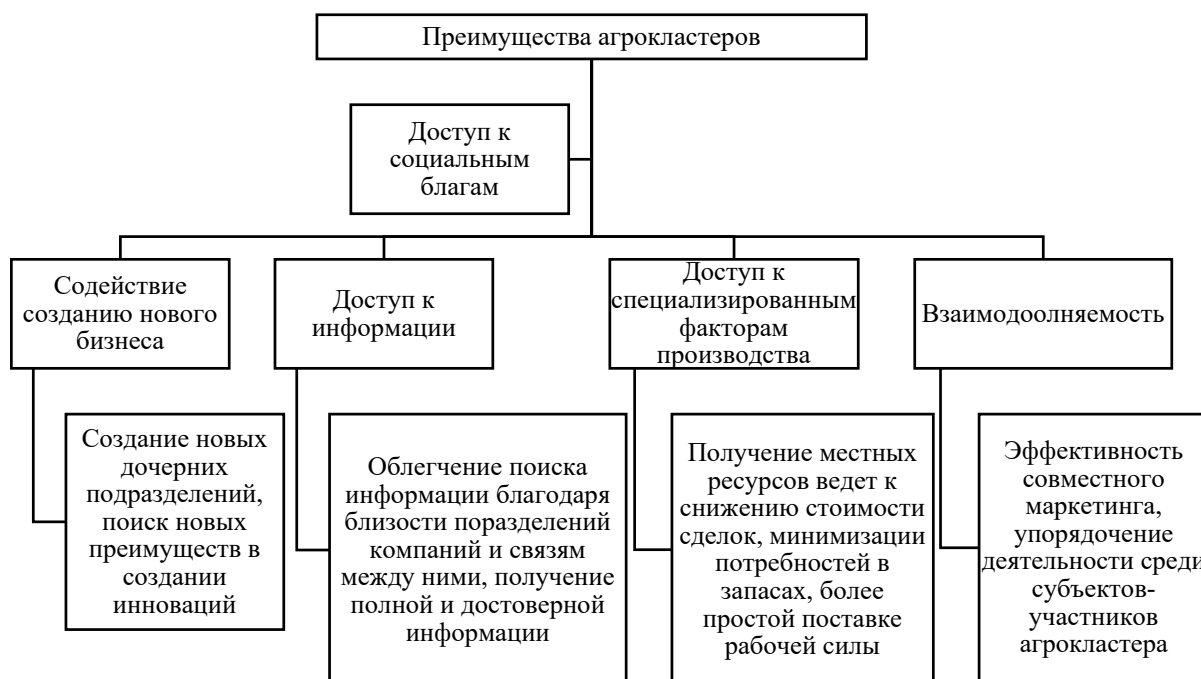 Преимущества агрокластеров
Доступ к
социальным
благам
Содействие
созданию нового
бизнеса
Доступ к
информации
Доступ к
специализированным
факторам
производства
Взаимодоолняемость
Создание новых
дочерних
подразделений,
поиск новых
преимуществ в
создании
инноваций
Облегчение поиска
информации благодаря
близости поразделений
компаний и связям
между ними, получение
полной и достоверной
информации
Получение местных
ресурсов ведет к
снижению стоимости
сделок, минимизации
потребностей в
запасах, более
простой поставке
рабочей силы
Эффективность
совместного
маркетинга,
упорядочение
деятельности среди
субъектов-
участников
агрокластера